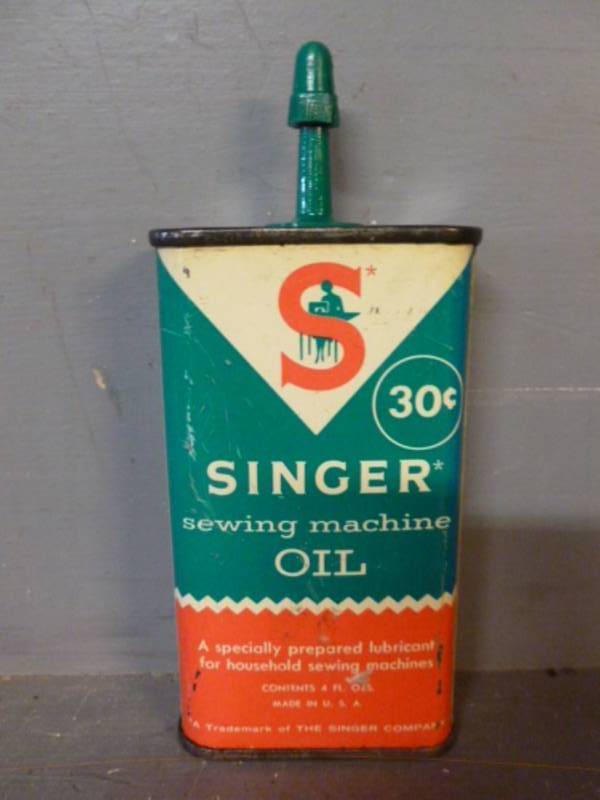 S*
30¢
SINGER*
sewing machine
OIL
A specially prepared lubricant
for household sewing machines
CONTENTS 4 FL. OZS.
MADE IN U. S. A.
*A Trademark of THE SINGER COMPANY